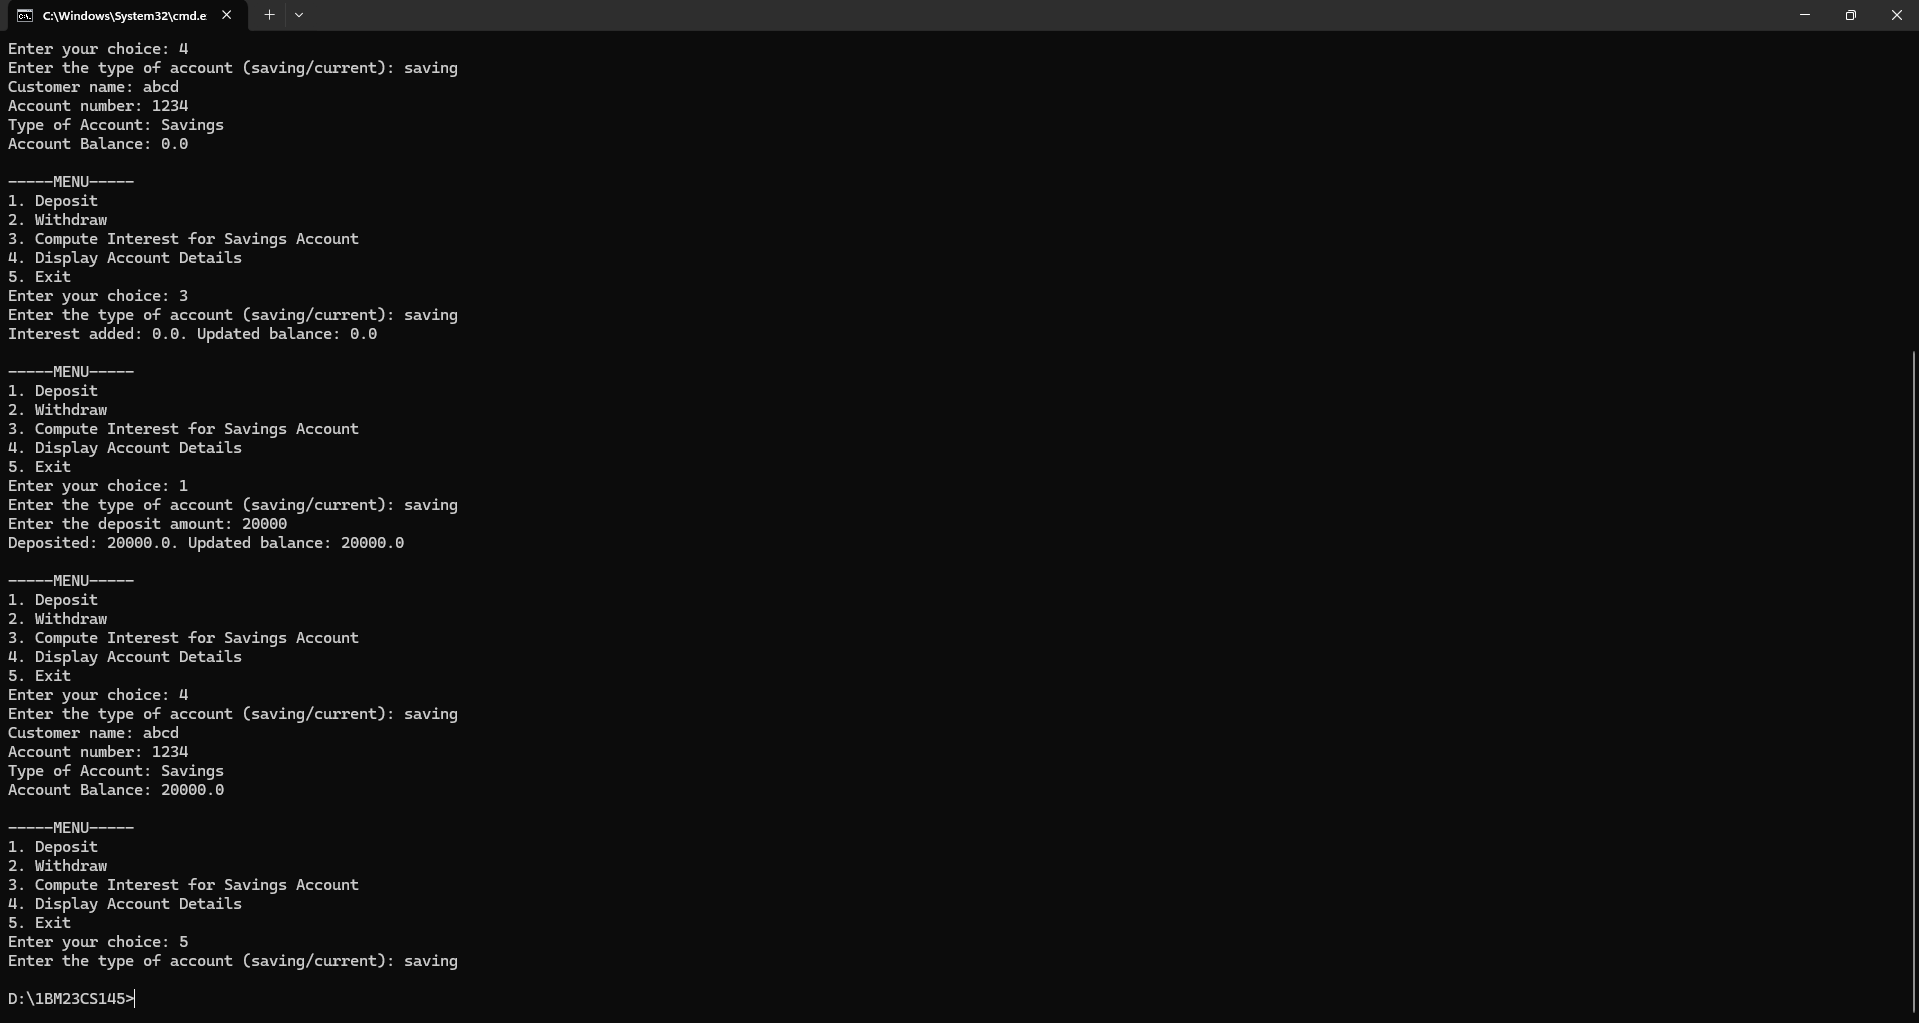 C:\Windows\System32\cmd.e
Enter your choice: 4
Enter the type of account (saving/current): saving
Customer name: abcd
Account number: 1234
Type of Account: Savings
Account Balance: 0.0
-----MENU-----
1. Deposit
2. Withdraw
3. Compute Interest for Savings Account
4. Display Account Details
5. Exit
Enter your choice: 3
Enter the type of account (saving/current): saving
Interest added: 0.0. Updated balance: 0.0
-----MENU-----
1. Deposit
2. Withdraw
3. Compute Interest for Savings Account
4. Display Account Details
5. Exit
Enter your choice: 1
Enter the type of account (saving/current): saving
Enter the deposit amount: 20000
Deposited: 20000.0. Updated balance: 20000.0
-----MENU-----
1. Deposit
2. Withdraw
3. Compute Interest for Savings Account
4. Display Account Details
5. Exit
Enter your choice: 4
Enter the type of account (saving/current): saving
Customer name: abcd
Account number: 1234
Type of Account: Savings
Account Balance: 20000.0
-----MENU-----
1. Deposit
2. Withdraw
3. Compute Interest for Savings Account
4. Display Account Details
5. Exit
Enter your choice: 5
Enter the type of account (saving/current): saving
D:\1BM23CS145>